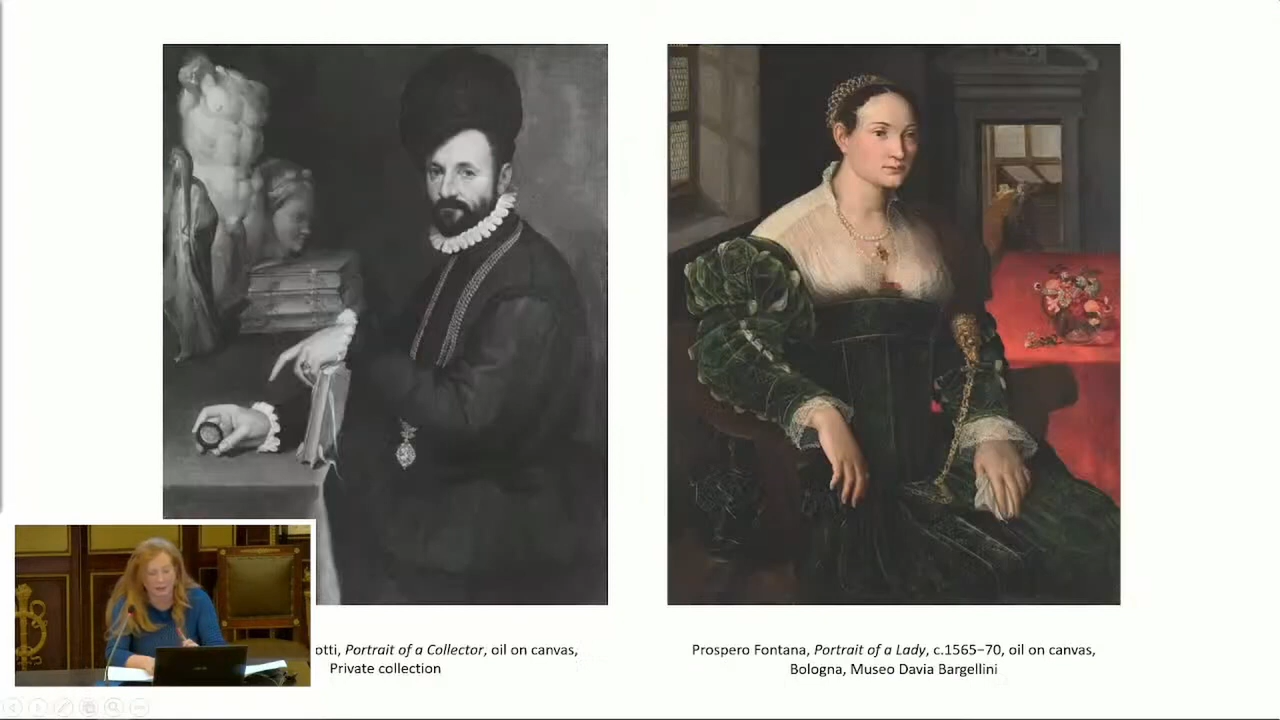 otti, Portrait of a Collector, oil on canvas,
Private collection
Prospero Fontana, Portrait of a Lady, c.1565−70, oil on canvas,
Bologna, Museo Davia Bargellini